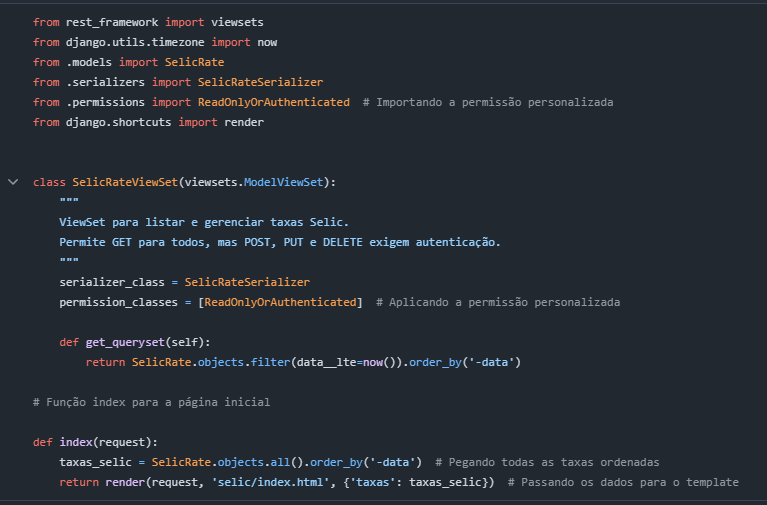 from rest_framework import viewsets
from django.utils.timezone import now
from .models import SelicRate
from .serializers import SelicRateSerializer
from .permissions import ReadOnlyOrAuthenticated  # Importando a permissão personalizada
from django.shortcuts import render
class SelicRateViewSet(viewsets.ModelViewSet):
    """
    ViewSet para listar e gerenciar taxas Selic.
    Permite GET para todos, mas POST, PUT e DELETE exigem autenticação.
    """
    serializer_class = SelicRateSerializer
    permission_classes = [ReadOnlyOrAuthenticated]  # Aplicando a permissão personalizada
    def get_queryset(self):
        return SelicRate.objects.filter(data__lte=now()).order_by('-data')
# Função index para a página inicial
def index(request):
    taxas_selic = SelicRate.objects.all().order_by('-data')  # Pegando todas as taxas ordenadas
    return render(request, 'selic/index.html', {'taxas': taxas_selic})  # Passando os dados para o template